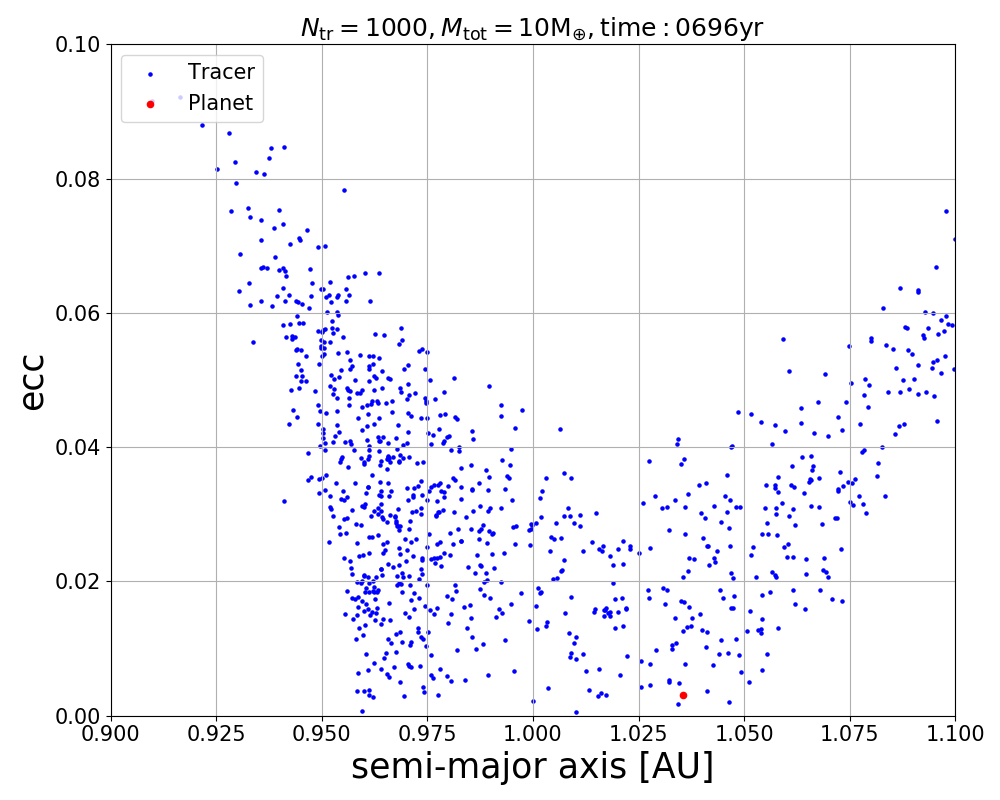 N_tr = 1000, M_tot = 10M_⊕, time : 0696yr
0.10
Tracer
Planet
0.08
0.06
ecc
0.04
0.02
0.00
0.900 0.925 0.950 0.975 1.000 1.025 1.050 1.075 1.100
semi-major axis [AU]